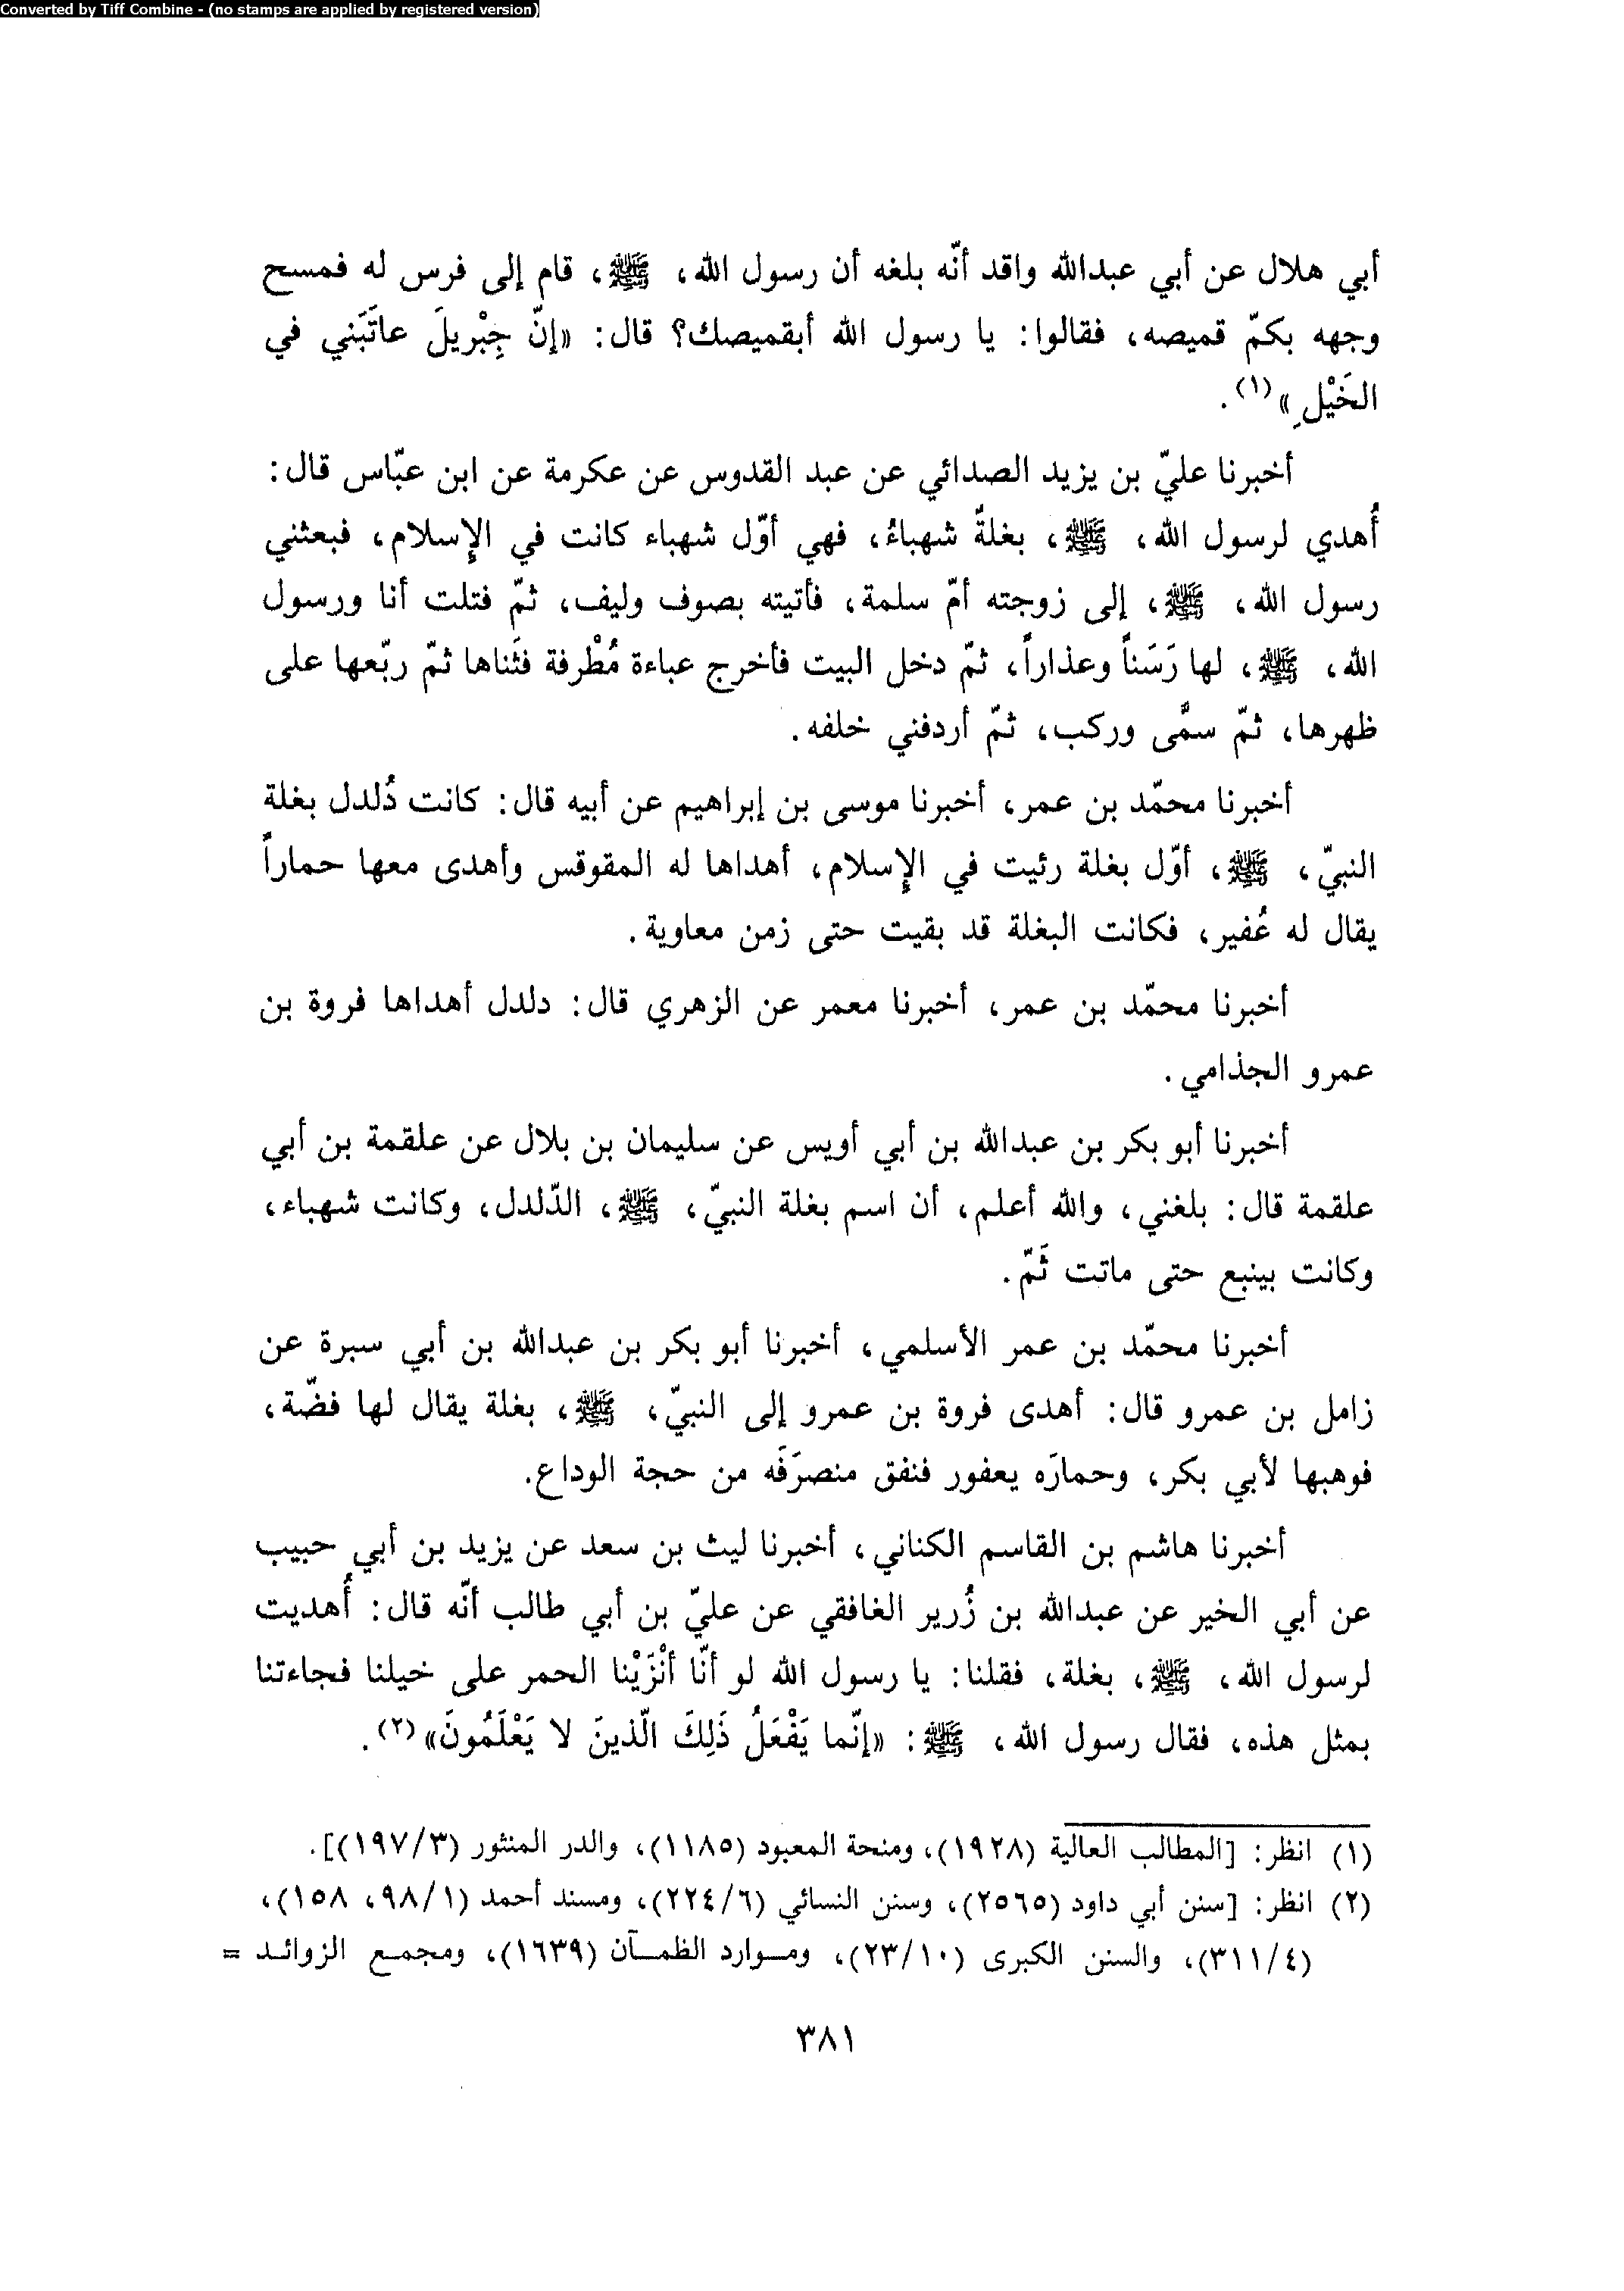 Converted by Tiff Combine - (no stamps are applied by registered version)
أبي هلال عن أبي عبدالله واقد أنّه بلغه أن رسول الله، ﷺ، قام إلى فرس له فمسح
وجهه بكمّ قميصه، فقالوا: يا رسول الله أبقميصك؟ قال: «إنّ جِبْريلَ عاتَبَني في
الخَيْلِ»(١).
أخبرنا عليّ بن يزيد الصدائي عن عبد القدوس عن عكرمة عن ابن عبّاس قال:
أُهدي لرسول الله، ﷺ، بغلةٌ شهباءُ، فهي أوّل شهباء كانت في الإسلام، فبعثني
رسول الله، ﷺ، إلى زوجته أمّ سلمة، فأتيته بصوف وليف، ثمّ فتلت أنا ورسول
الله، ﷺ، لها رَسَناً وعذاراً، ثمّ دخل البيت فأخرج عباءة مُطْرفة فثَناها ثمّ ربّعها على
ظهرها، ثمّ سمَّى وركب، ثمّ أردفني خلفه.
أخبرنا محمّد بن عمر، أخبرنا موسى بن إبراهيم عن أبيه قال: كانت دُلدل بغلة
النبيّ، ﷺ، أوّل بغلة رئيت في الإسلام، أهداها له المقوقس وأهدى معها حماراً
يقال له عُفير، فكانت البغلة قد بقيت حتى زمن معاوية.
أخبرنا محمّد بن عمر، أخبرنا معمر عن الزهري قال: دلدل أهداها فروة بن
عمرو الجذامي.
أخبرنا أبو بكر بن عبدالله بن أبي أويس عن سليمان بن بلال عن علقمة بن أبي
علقمة قال: بلغني، والله أعلم، أن اسم بغلة النبيّ، ﷺ، الدّلدل، وكانت شهباء،
وكانت بينبع حتى ماتت ثَمّ.
أخبرنا محمّد بن عمر الأسلمي، أخبرنا أبو بكر بن عبدالله بن أبي سبرة عن
زامل بن عمرو قال: أهدى فروة بن عمرو إلى النبيّ، ﷺ، بغلة يقال لها فضّة،
فوهبها لأبي بكر، وحمارَه يعفور فنفق منصرَفَه من حجة الوداع.
أخبرنا هاشم بن القاسم الكناني، أخبرنا ليث بن سعد عن يزيد بن أبي حبيب
عن أبي الخير عن عبدالله بن زُرير الغافقي عن عليّ بن أبي طالب أنّه قال: أُهديت
لرسول الله، ﷺ، بغلة، فقلنا: يا رسول الله لو أنّا أنْزَيْنا الحمر على خيلنا فجاءتنا
بمثل هذه، فقال رسول الله، ﷺ: «إنّما يَفْعَلُ ذَلِكَ الّذينَ لا يَعْلَمُونَ»(٢).
(١) انظر: [المطالب العالية (١٩٢٨)، ومنحة المعبود (١١٨٥)، والدر المنثور (١٩٧/٣)].
(٢) انظر: [سنن أبي داود (٢٥٦٥)، وسنن النسائي (٢٢٤/٦)، ومسند أحمد (٩٨/١، ١٥٨)،
(٣١١/٤)، والسنن الكبرى (٢٣/١٠)، ومـوارد الظمـآن (١٦٣٩)، ومجمـع الزوائـد =
٣٨١